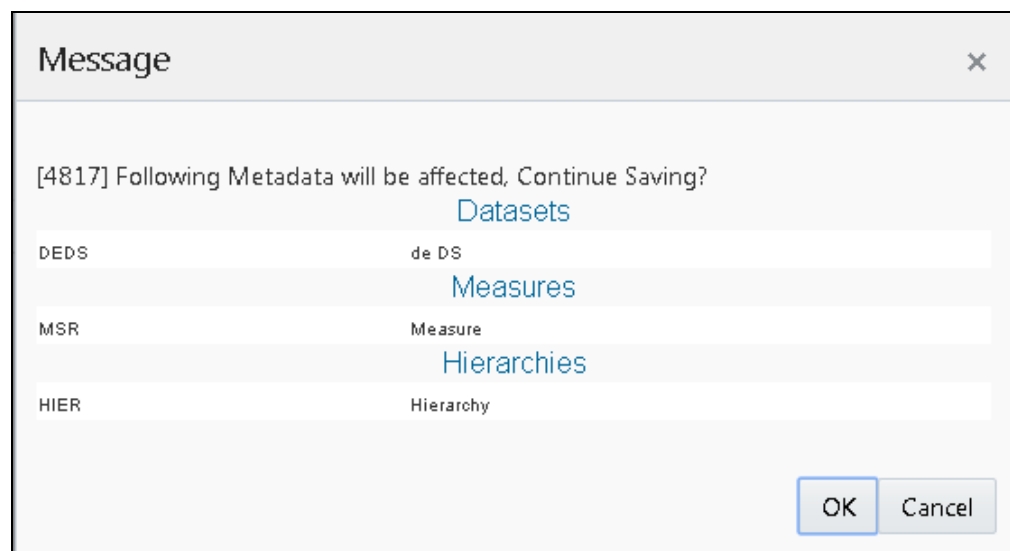 Message
×
[4817] Following Metadata will be affected, Continue Saving?
Datasets
DEDS de DS
Measures
MSR Measure
Hierarchies
HIER Hierarchy
OK Cancel